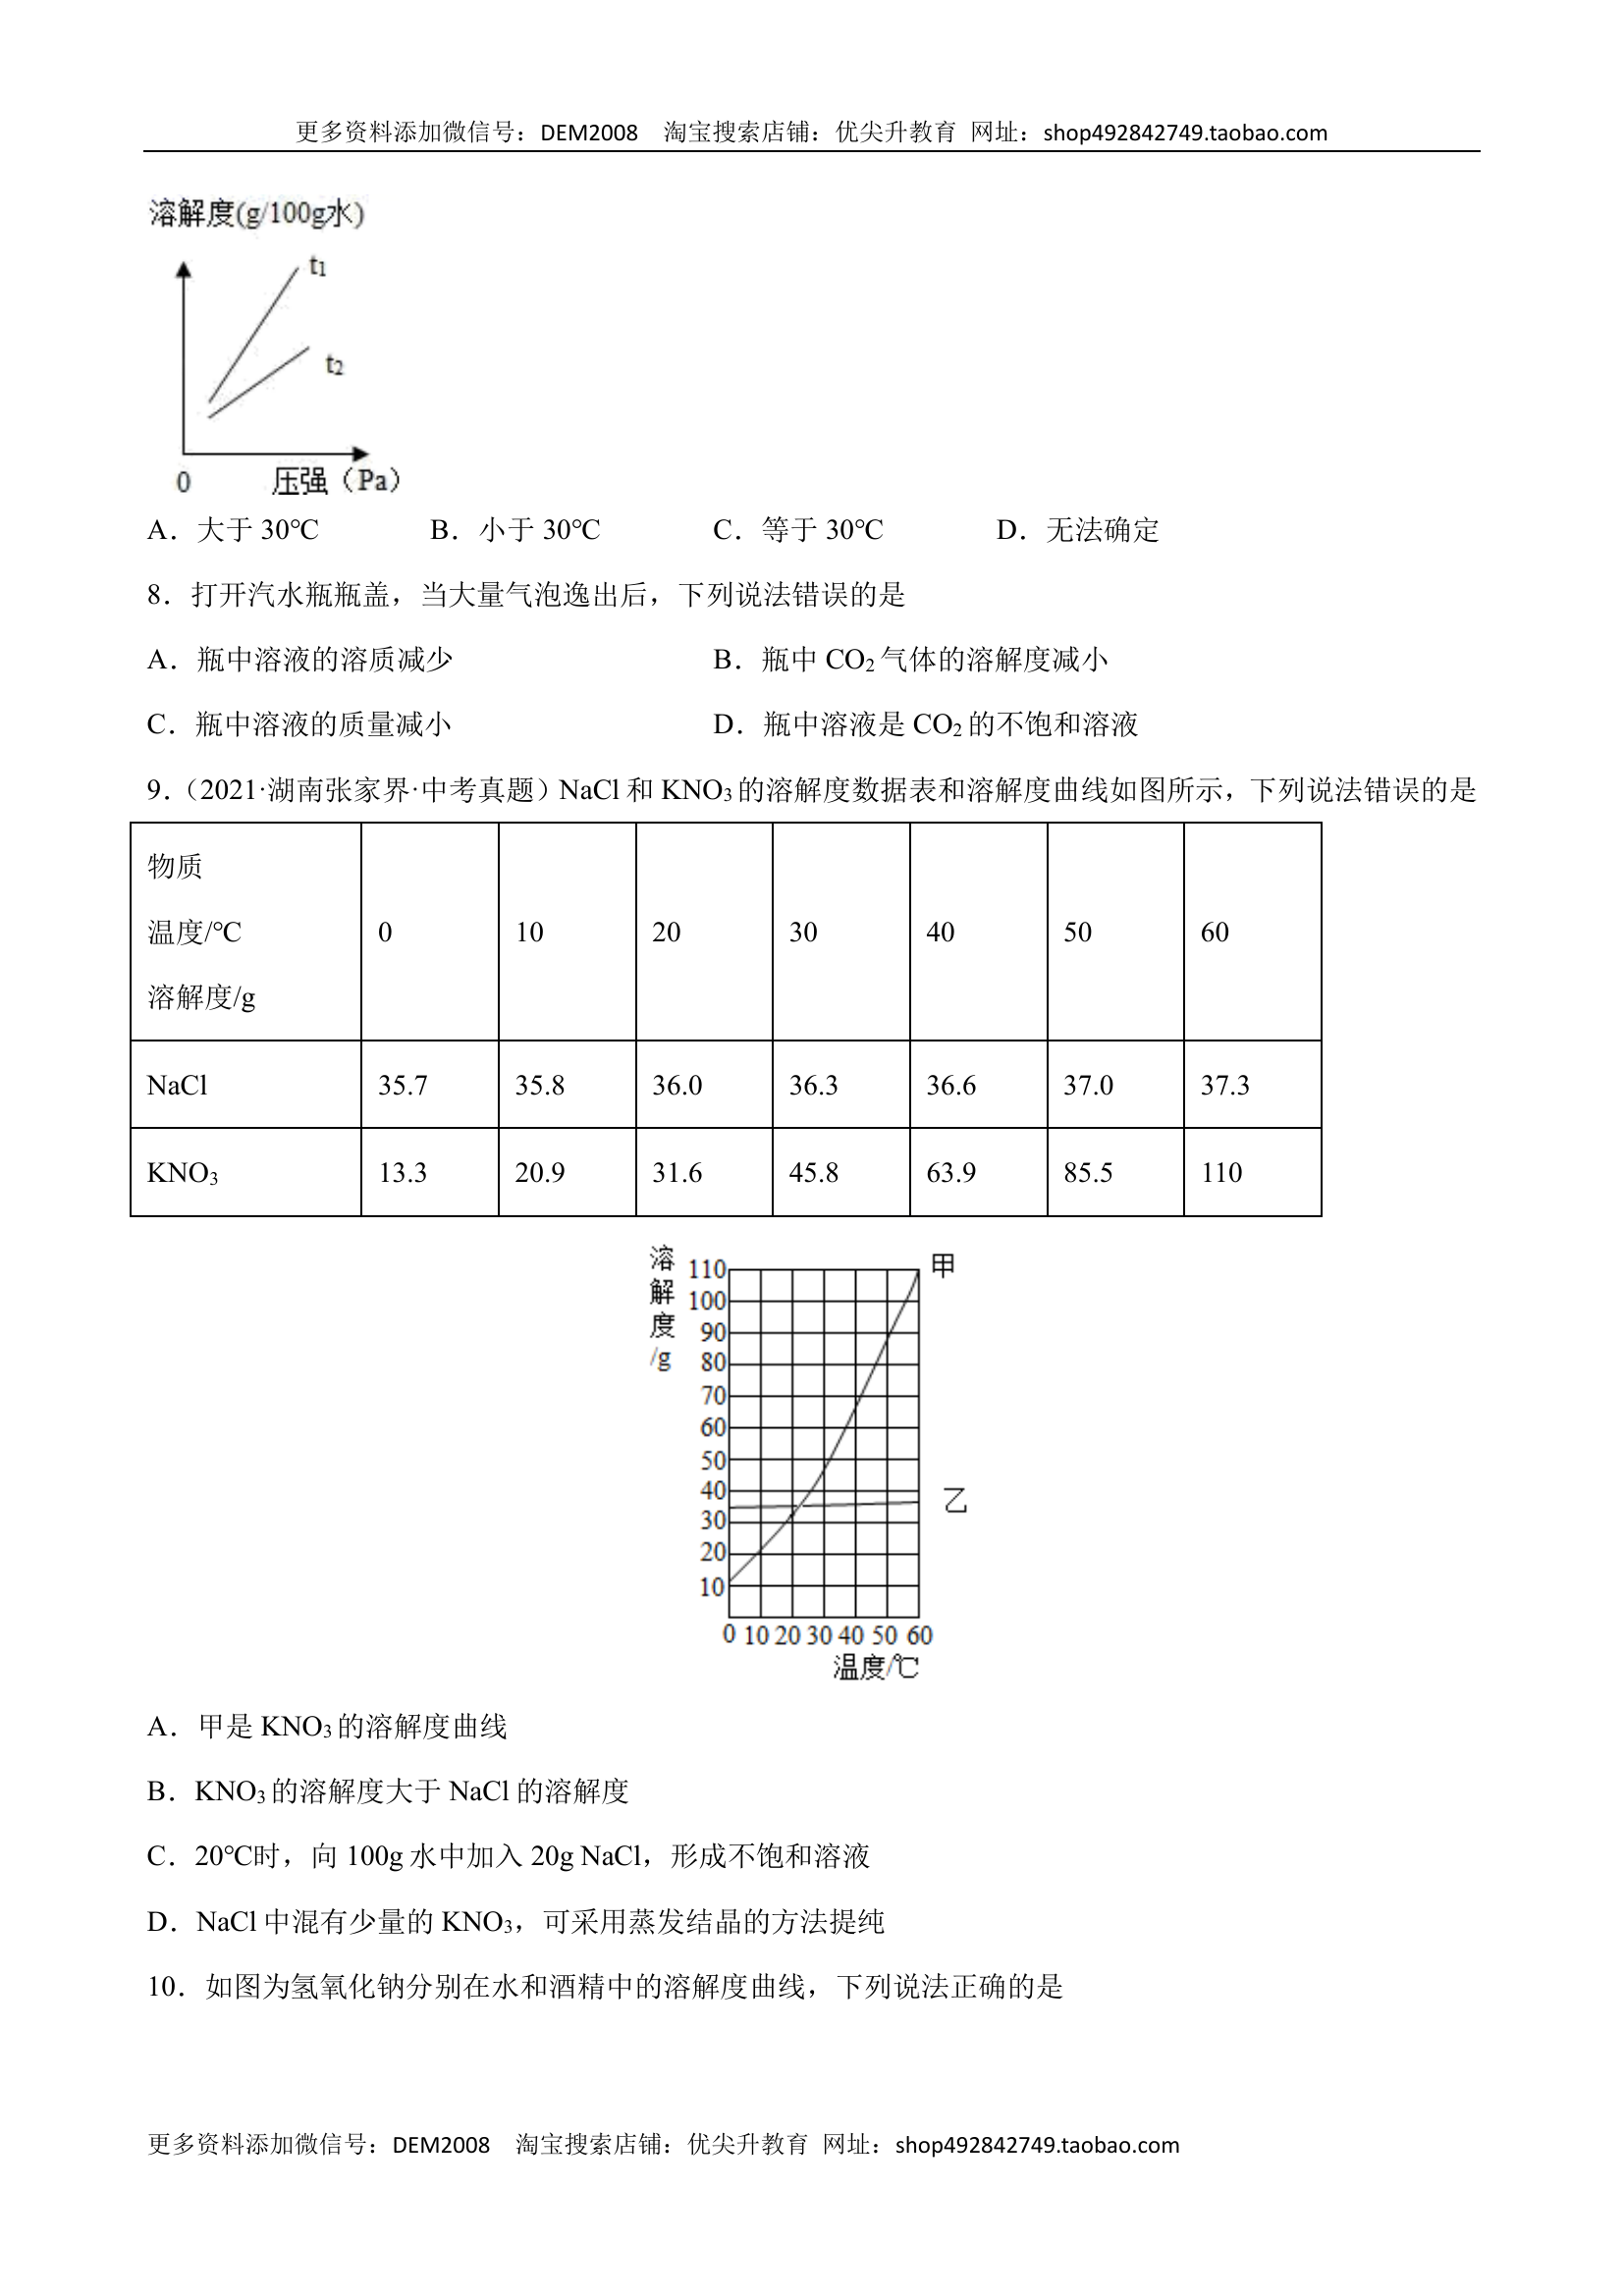 更多资料添加微信号：DEM2008 淘宝搜索店铺：优尖升教育 网址：shop492842749.taobao.com
溶解度(g/100g水)
t1
t2
0 压强（Pa）
A．大于 30℃ B．小于 30℃ C．等于 30℃ D．无法确定
8．打开汽水瓶瓶盖，当大量气泡逸出后，下列说法错误的是
A．瓶中溶液的溶质减少 B．瓶中 CO₂ 气体的溶解度减小
C．瓶中溶液的质量减小 D．瓶中溶液是 CO₂ 的不饱和溶液
9．（2021·湖南张家界·中考真题）NaCl 和 KNO₃ 的溶解度数据表和溶解度曲线如图所示，下列说法错误的是
物质
温度/℃ 0 10 20 30 40 50 60
溶解度/g
NaCl 35.7 35.8 36.0 36.3 36.6 37.0 37.3
KNO₃ 13.3 20.9 31.6 45.8 63.9 85.5 110
溶解度/g
110
100
90
80
70
60
50
40
30
20
10
甲
乙
0 10 20 30 40 50 60
温度/℃
A．甲是 KNO₃ 的溶解度曲线
B．KNO₃ 的溶解度大于 NaCl 的溶解度
C．20℃时，向 100g 水中加入 20g NaCl，形成不饱和溶液
D．NaCl 中混有少量的 KNO₃，可采用蒸发结晶的方法提纯
10．如图为氢氧化钠分别在水和酒精中的溶解度曲线，下列说法正确的是
更多资料添加微信号：DEM2008 淘宝搜索店铺：优尖升教育 网址：shop492842749.taobao.com